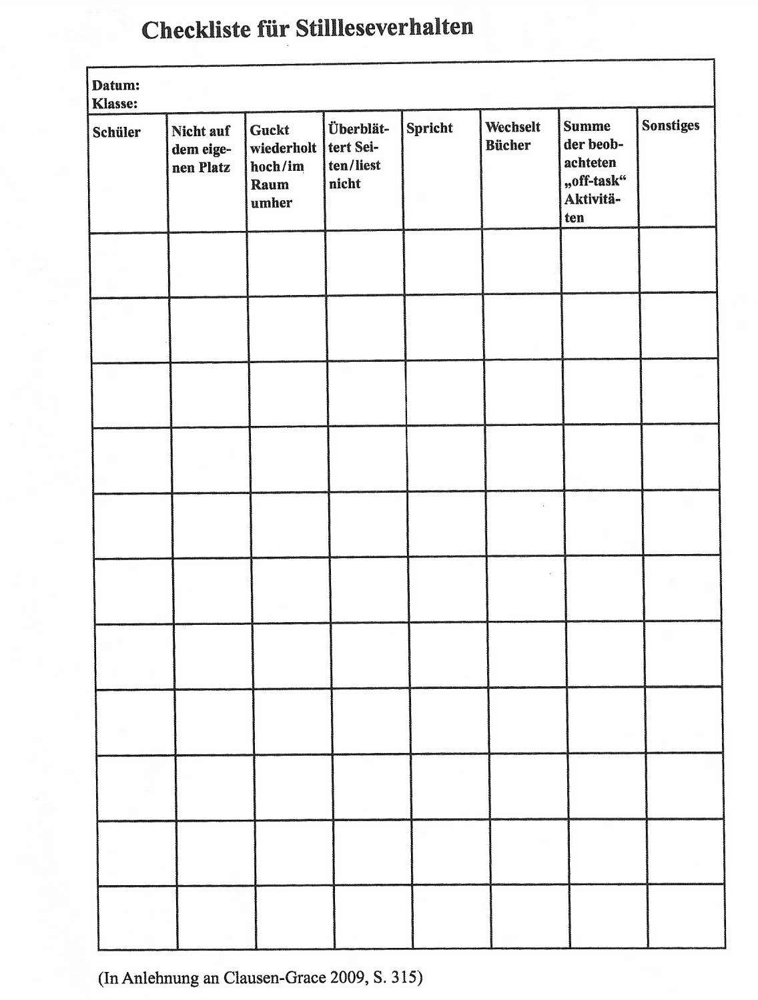 Checkliste für Stillleseverhalten
Datum:
Klasse:
Schüler
Nicht auf
dem eige-
nen Platz
Guckt
wiederholt
hoch/im
Raum
umher
Überblät-
tert Sei-
ten/liest
nicht
Spricht
Wechselt
Bücher
Summe
der beob-
achteten
„off-task“
Aktivitä-
ten
Sonstiges
(In Anlehnung an Clausen-Grace 2009, S. 315)